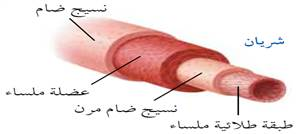 نسيج ضام
شريان
عضلة ملساء
نسيج ضام مرن
طبقة طلائية ملساء